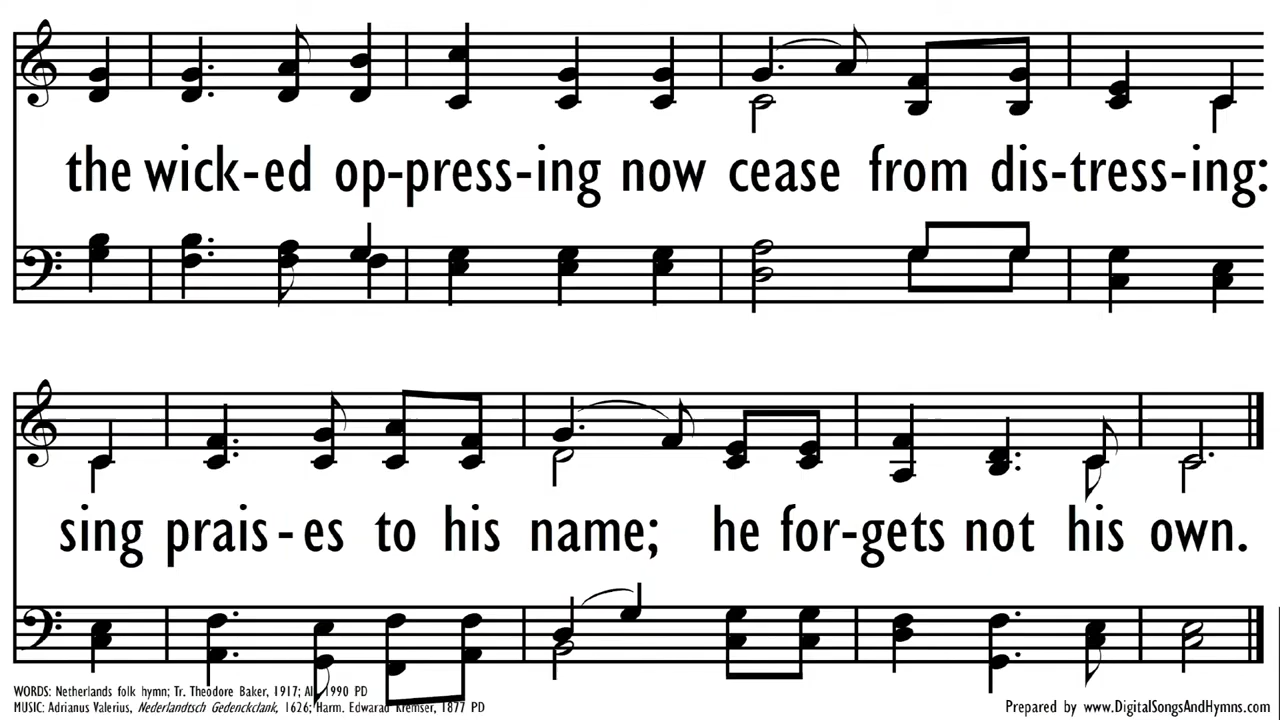 the wick-ed op-press-ing now cease from dis-tress-ing:
sing prais-es to his name; he for-gets not his own.
WORDS: Netherlands folk hymn; Tr. Theodore Baker, 1917; Al 1990 PD
MUSIC: Adrianus Valerius, Nederlandtsch Gedenckclank, 1626; Harm. Edwarad Kremser, 1877 PD
Prepared by www.DigitalSongsAndHymns.com